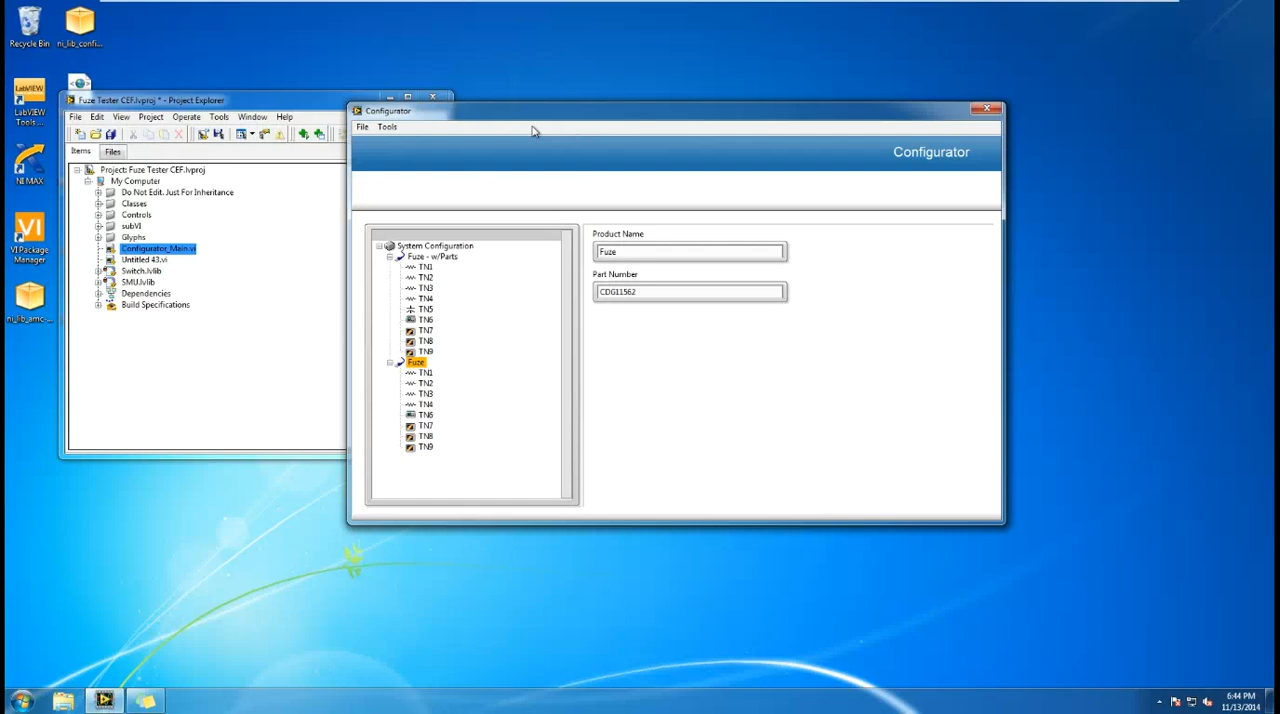 Recycle Bin
ni_lib_confi...
LabVIEW
LabVIEW
Tools...
NI MAX
VI
VI Package
Manager
ni_lib_amc-...
Fuze Tester CEF.lvproj * - Project Explorer
File Edit View Project Operate Tools Window Help
Items Files
Project: Fuze Tester CEF.lvproj
My Computer
Do Not Edit. Just For Inheritance
Classes
Controls
subVI
Glyphs
Configurator_Main.vi
Untitled 43.vi
Switch.lvlib
SMU.lvlib
Dependencies
Build Specifications
Configurator
File Tools
Configurator
System Configuration
Fuze - w/Parts
TN1
TN2
TN3
TN4
TN5
TN6
TN7
TN8
TN9
Fuze
TN1
TN2
TN3
TN4
TN6
TN7
TN8
TN9
Product Name
Fuze
Part Number
CDG11562
6:44 PM
11/13/2014